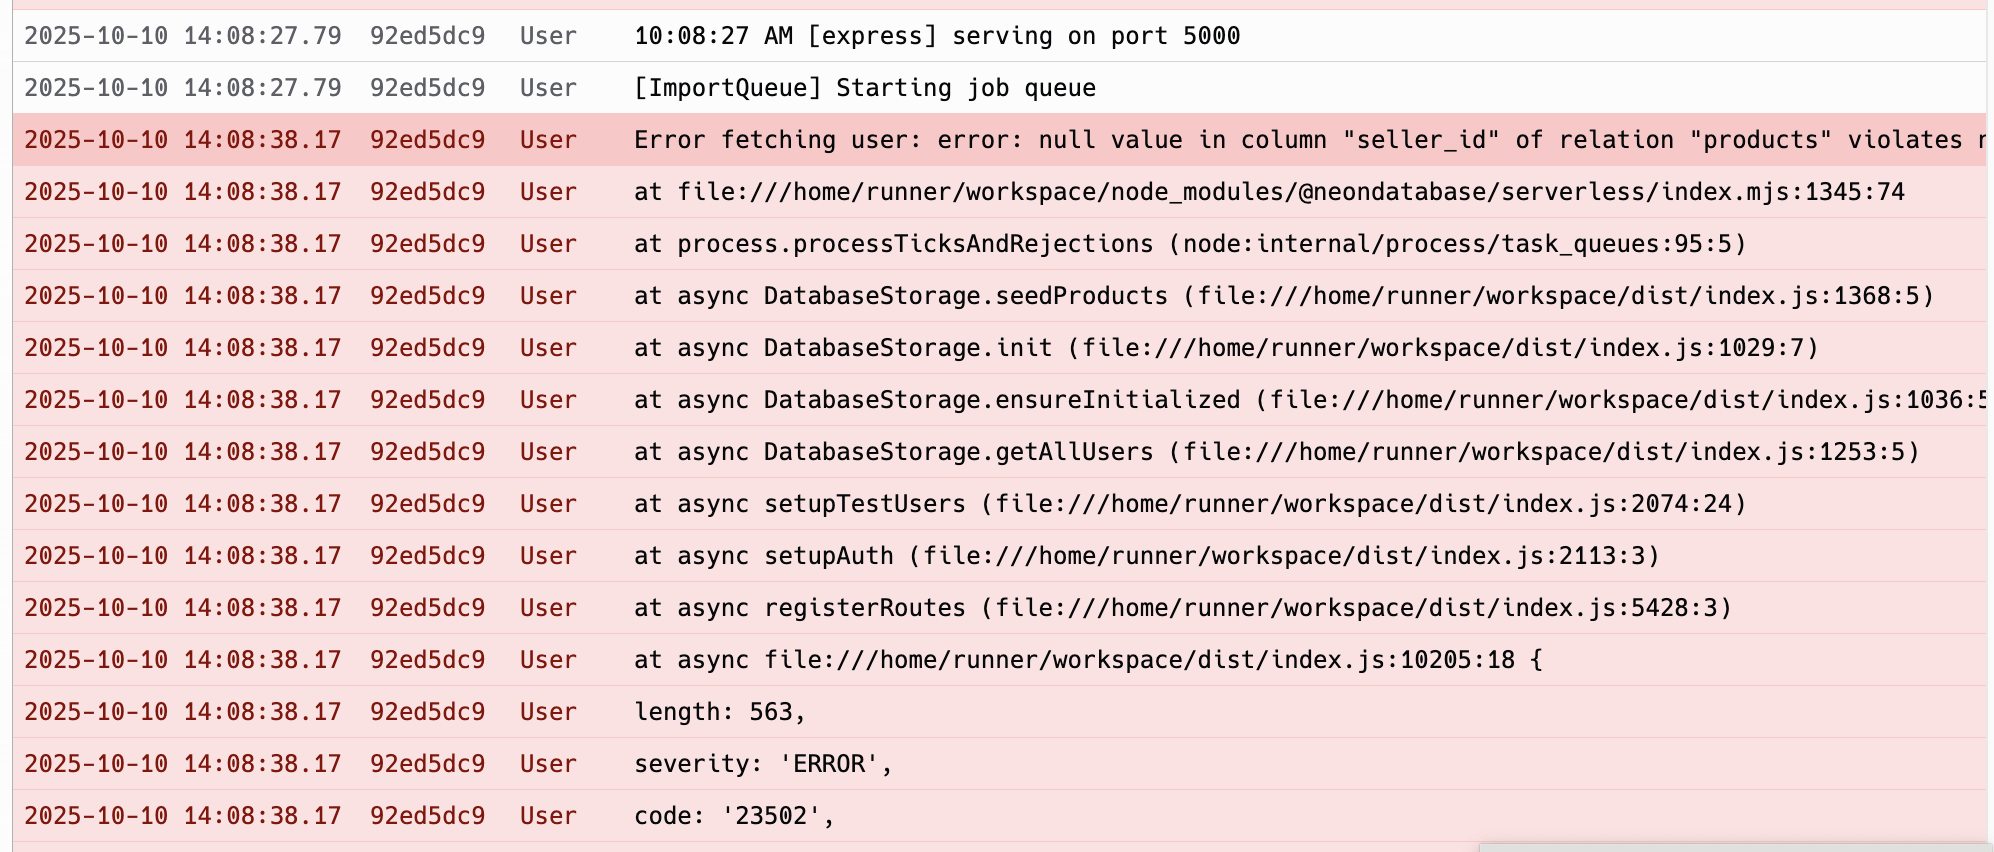 2025-10-10 14:08:27.79 92ed5dc9 User 10:08:27 AM [express] serving on port 5000
2025-10-10 14:08:27.79 92ed5dc9 User [ImportQueue] Starting job queue
2025-10-10 14:08:38.17 92ed5dc9 User Error fetching user: error: null value in column "seller_id" of relation "products" violates
2025-10-10 14:08:38.17 92ed5dc9 User at file:///home/runner/workspace/node_modules/@neondatabase/serverless/index.mjs:1345:74
2025-10-10 14:08:38.17 92ed5dc9 User at process.processTicksAndRejections (node:internal/process/task_queues:95:5)
2025-10-10 14:08:38.17 92ed5dc9 User at async DatabaseStorage.seedProducts (file:///home/runner/workspace/dist/index.js:1368:5)
2025-10-10 14:08:38.17 92ed5dc9 User at async DatabaseStorage.init (file:///home/runner/workspace/dist/index.js:1029:7)
2025-10-10 14:08:38.17 92ed5dc9 User at async DatabaseStorage.ensureInitialized (file:///home/runner/workspace/dist/index.js:1036:5
2025-10-10 14:08:38.17 92ed5dc9 User at async DatabaseStorage.getAllUsers (file:///home/runner/workspace/dist/index.js:1253:5)
2025-10-10 14:08:38.17 92ed5dc9 User at async setupTestUsers (file:///home/runner/workspace/dist/index.js:2074:24)
2025-10-10 14:08:38.17 92ed5dc9 User at async setupAuth (file:///home/runner/workspace/dist/index.js:2113:3)
2025-10-10 14:08:38.17 92ed5dc9 User at async registerRoutes (file:///home/runner/workspace/dist/index.js:5428:3)
2025-10-10 14:08:38.17 92ed5dc9 User at async file:///home/runner/workspace/dist/index.js:10205:18 {
2025-10-10 14:08:38.17 92ed5dc9 User length: 563,
2025-10-10 14:08:38.17 92ed5dc9 User severity: 'ERROR',
2025-10-10 14:08:38.17 92ed5dc9 User code: '23502',